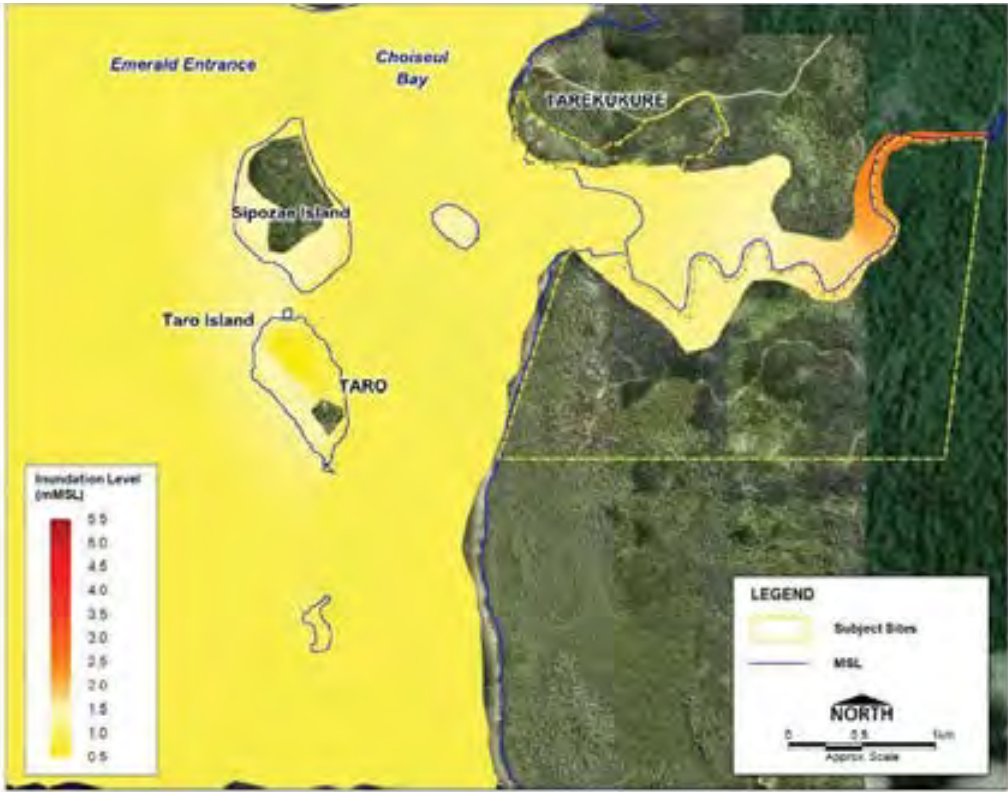 Emerald Entrance
Choiseul
Bay
TAREKUKURE
Sipozae Island
Taro Island
TARO
Inundation Level
(mMSL)
5.5
5.0
4.5
3.5
3.0
2.5
2.0
1.5
1.0
0.5
LEGEND
Subject Sites
MSL
NORTH
0 0.5 1km
Approx. Scale